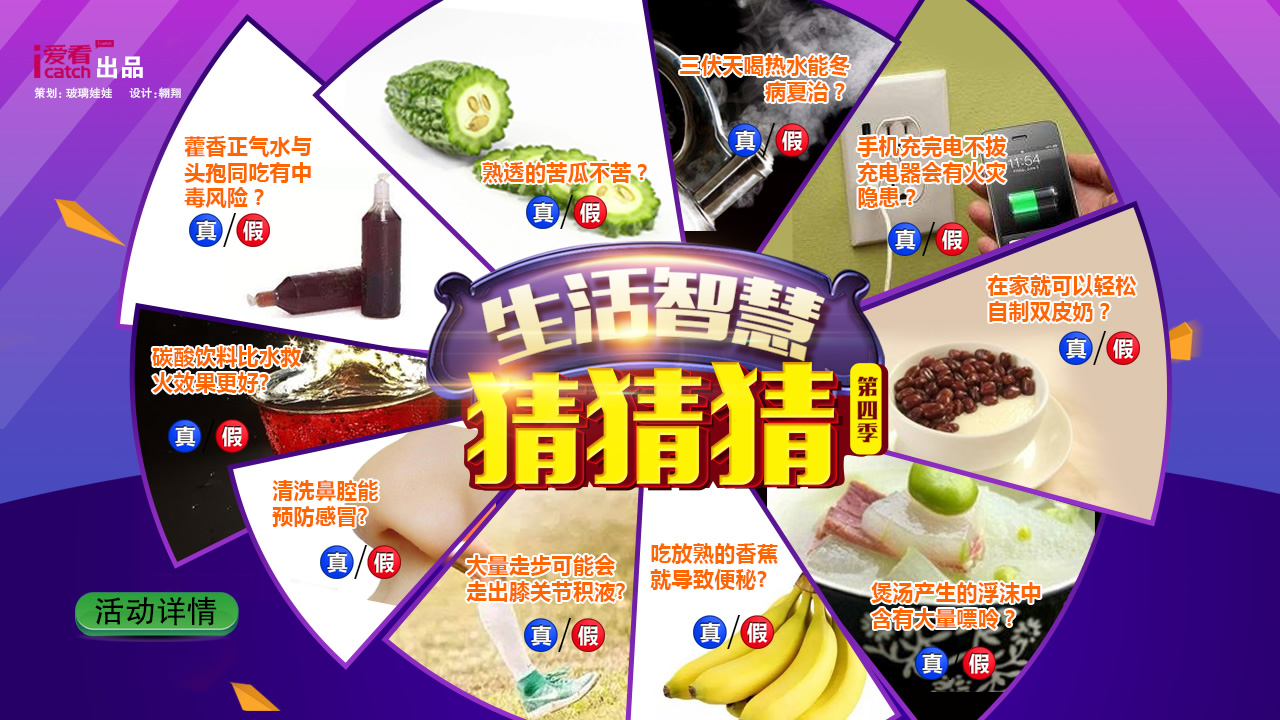 i爱看
catch 出品
策划:玻璃娃娃 设计:翱翔
藿香正气水与
头孢同吃有中
毒风险？
真/假
熟透的苦瓜不苦？
真/假
三伏天喝热水能冬
病夏治？
真/假
手机充完电不拔
充电器会有火灾
隐患？
真/假
11:54
在家就可以轻松
自制双皮奶？
真/假
生活智慧
猜猜猜
第四季
碳酸饮料比水救
火效果更好?
真/假
清洗鼻腔能
预防感冒?
真/假
大量走步可能会
走出膝关节积液?
真/假
吃放熟的香蕉
就导致便秘?
真/假
煲汤产生的浮沫中
含有大量嘌呤？
真/假
活动详情